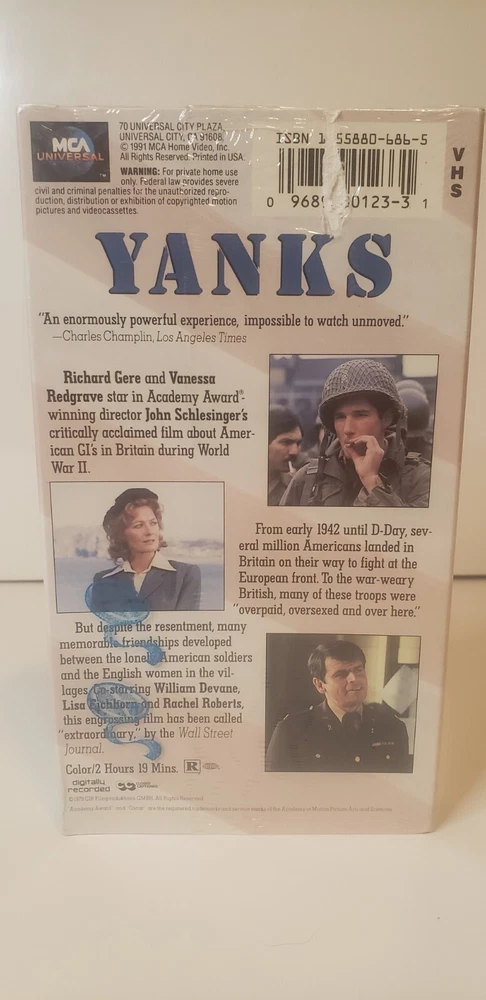 MCA
UNIVERSAL
70 UNIVERSAL CITY PLAZA,
UNIVERSAL CITY, CA 91608.
© 1991 MCA Home Video, Inc.
All Rights Reserved. Printed in USA.
WARNING: For private home use
only. Federal law provides severe
civil and criminal penalties for the unauthorized repro-
duction, distribution or exhibition of copyrighted motion
pictures and videocassettes.
ISBN 1 55880-686-5
0 9689 0123-3 1
VHS
YANKS
"An enormously powerful experience, impossible to watch unmoved."
—Charles Champlin, Los Angeles Times
Richard Gere and Vanessa
Redgrave star in Academy Award®-
winning director John Schlesinger's
critically acclaimed film about Amer-
ican GI's in Britain during World
War II.
From early 1942 until D-Day, sev-
eral million Americans landed in
Britain on their way to fight at the
European front. To the war-weary
British, many of these troops were
"overpaid, oversexed and over here."
But despite the resentment, many
memorable friendships developed
between the lonely American soldiers
and the English women in the vil-
lages. Co-starring William Devane,
Lisa Eichhorn and Rachel Roberts,
this engrossing film has been called
"extraordinary," by the Wall Street
Journal.
Color/2 Hours 19 Mins. R
digitally
recorded